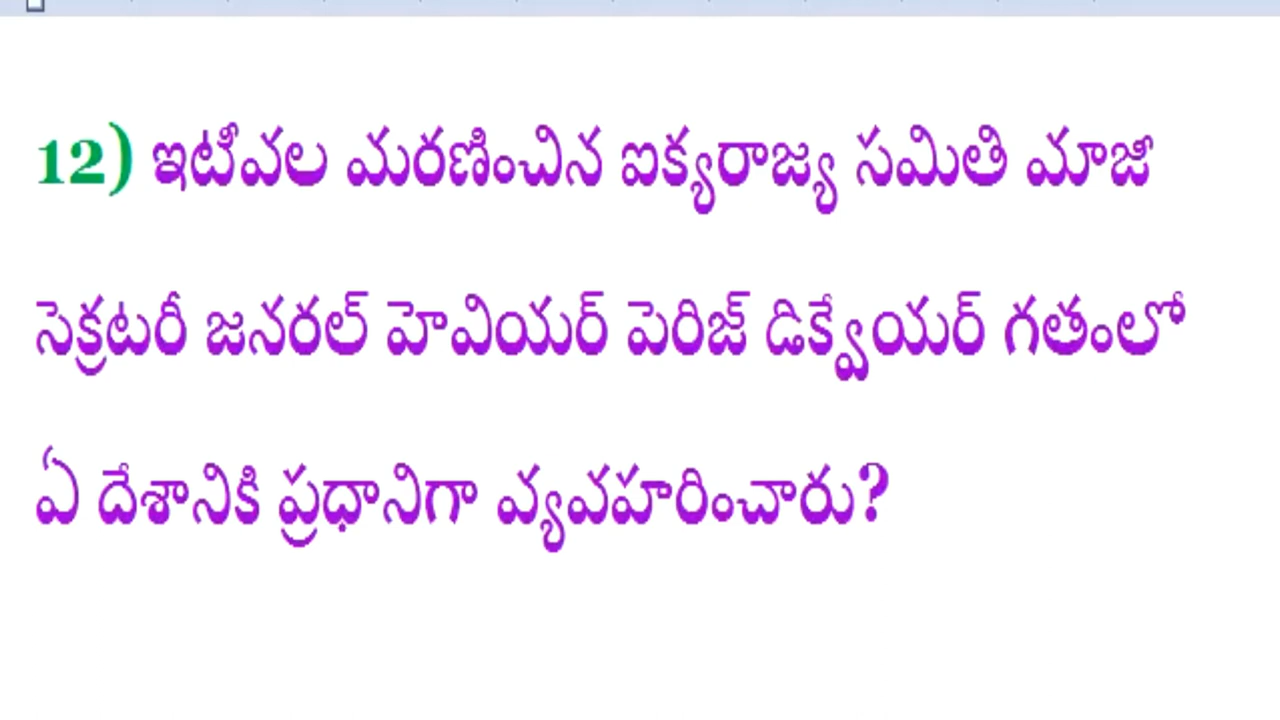 12) ఇటీవల మరణించిన ఐక్యరాజ్య సమితి మాజీ
సెక్రటరీ జనరల్ హెవియర్ పెరిజ్ డిక్వేయర్ గతంలో
ఏ దేశానికి ప్రధానిగా వ్యవహరించారు?